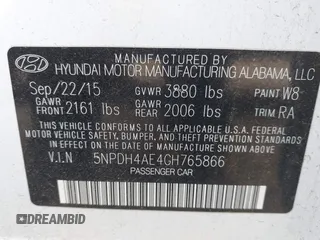 MANUFACTURED BY
HYUNDAI MOTOR MANUFACTURING ALABAMA, LLC
Sep/22/15 GVWR 3880 lbs PAINT W8
GAWR FRONT 2161 lbs GAWR REAR 2006 lbs TRIM RA
THIS VEHICLE CONFORMS TO ALL APPLICABLE FEDERAL
MOTOR VEHICLE SAFETY, BUMPER, AND THEFT PREVENTION STANDARDS
IN EFFECT ON THE DATE OF MANUFACTURE SHOWN ABOVE.
V.I.N 5NPDH4AE4GH765866
PASSENGER CAR
DREAMBID